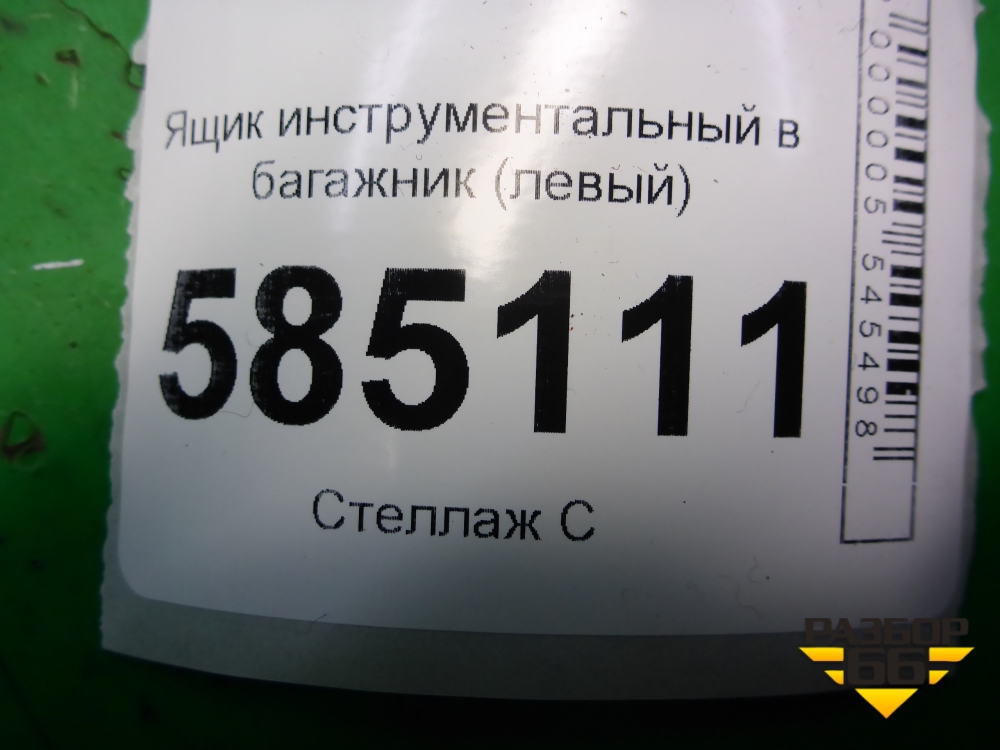 Ящик инструментальный в
багажник (левый)
585111
Стеллаж С
000005545498
РАЗБОР
66